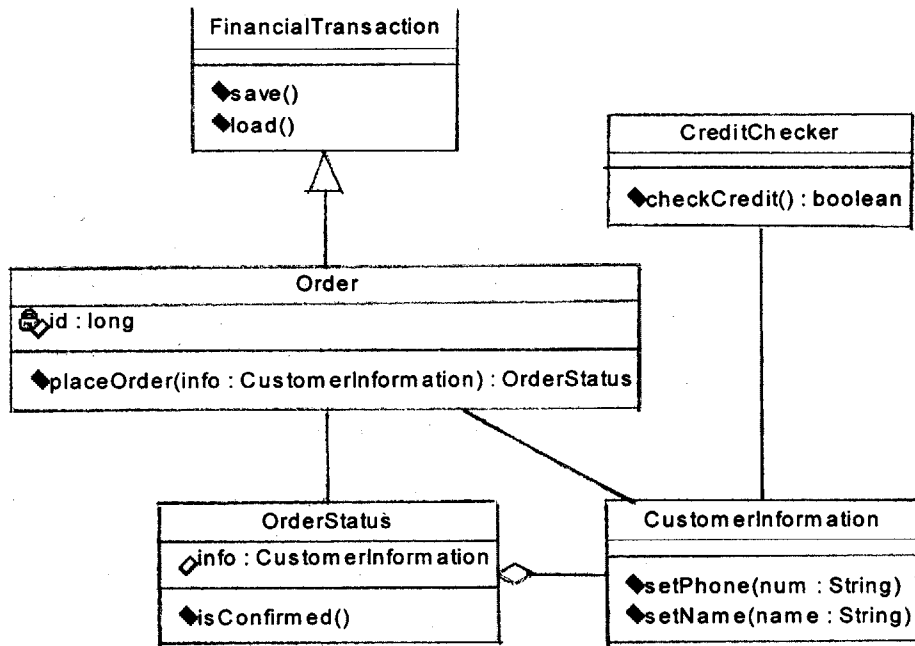 FinancialTransaction
save()
load()
CreditChecker
checkCredit() : boolean
Order
id : long
placeOrder(info : CustomerInformation) : OrderStatus
OrderStatus
info : CustomerInformation
isConfirmed()
CustomerInformation
setPhone(num : String)
setName(name : String)